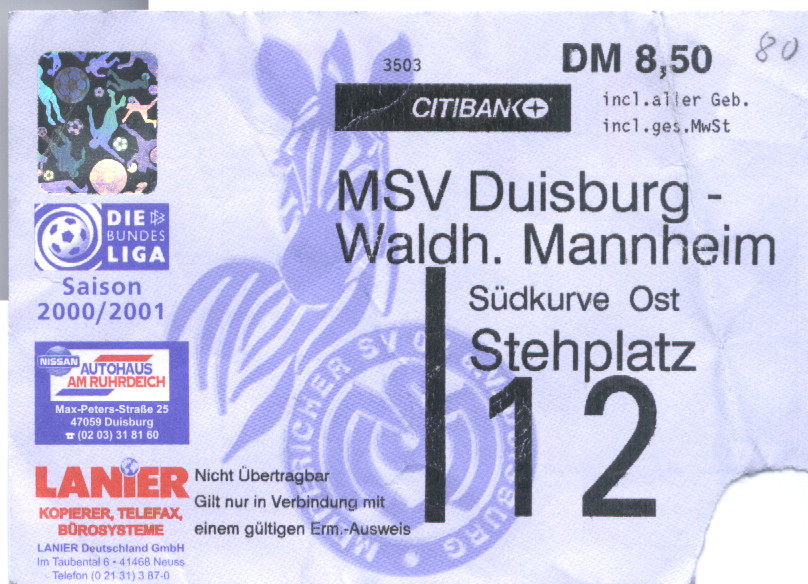 3503
DM 8,50
80
CITIBANK
incl.aller Geb.
incl.ges.MwSt
MSV Duisburg -
Waldh. Mannheim
Südkurve Ost
Stehplatz
12
DIE
BUNDES
LIGA
Saison
2000/2001
NISSAN
AUTOHAUS
AM RUHRDEICH
Max-Peters-Straße 25
47059 Duisburg
☎ (02 03) 31 81 60
LANIER
KOPIERER, TELEFAX,
BÜROSYSTEME
LANIER Deutschland GmbH
Im Taubental 6 • 41468 Neuss
Telefon (0 21 31) 3 87-0
Nicht Übertragbar
Gilt nur in Verbindung mit
einem gültigen Erm.-Ausweis